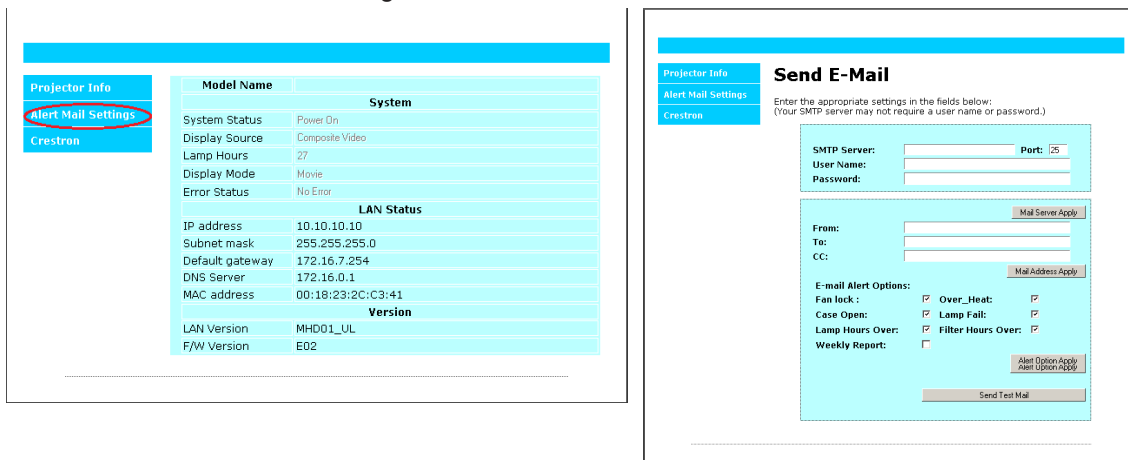 Projector Info
Alert Mail Settings
Crestron
Model Name
System
System Status Power On
Display Source Composite Video
Lamp Hours 27
Display Mode Movie
Error Status No Error
LAN Status
IP address 10.10.10.10
Subnet mask 255.255.255.0
Default gateway 172.16.7.254
DNS Server 172.16.0.1
MAC address 00:18:23:2C:C3:41
Version
LAN Version MHD01_UL
F/W Version E02
Projector Info
Alert Mail Settings
Crestron
Send E-Mail
Enter the appropriate settings in the fields below:
(Your SMTP server may not require a user name or password.)
SMTP Server: Port: 25
User Name:
Password:
Mail Server Apply
From:
To:
CC:
Mail Address Apply
E-mail Alert Options:
Fan lock : Over_Heat:
Case Open: Lamp Fail:
Lamp Hours Over: Filter Hours Over:
Weekly Report:
Alert Option Apply
Alert Option Apply
Send Test Mail